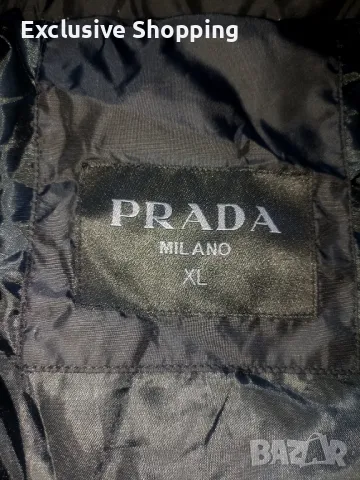 Exclusive Shopping
PRADA
MILANO
XL
BAZAR